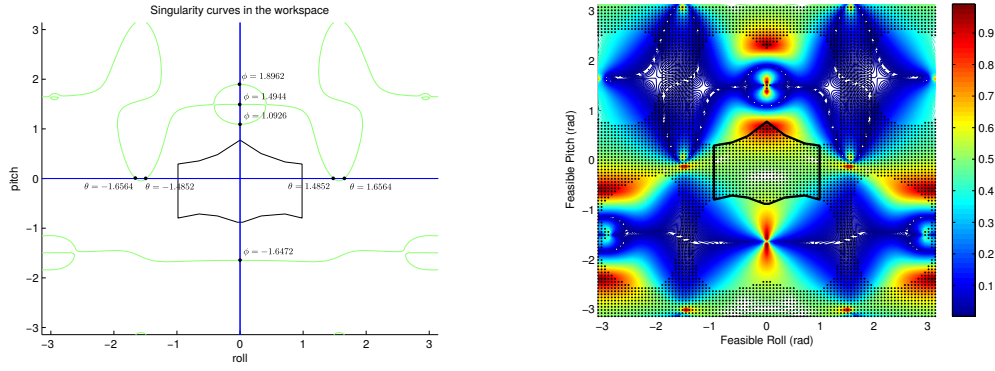 Singularity curves in the workspace
pitch
3
2
1
0
−1
−2
−3
ϕ = 1.8962
ϕ = 1.4944
ϕ = 1.0926
θ = −1.6564
θ = −1.4852
θ = 1.4852
θ = 1.6564
ϕ = −1.6472
−3 −2 −1 0 1 2 3
roll
Feasible Pitch (rad)
3
2
1
0
−1
−2
−3
−3 −2 −1 0 1 2 3
Feasible Roll (rad)
0.9
0.8
0.7
0.6
0.5
0.4
0.3
0.2
0.1